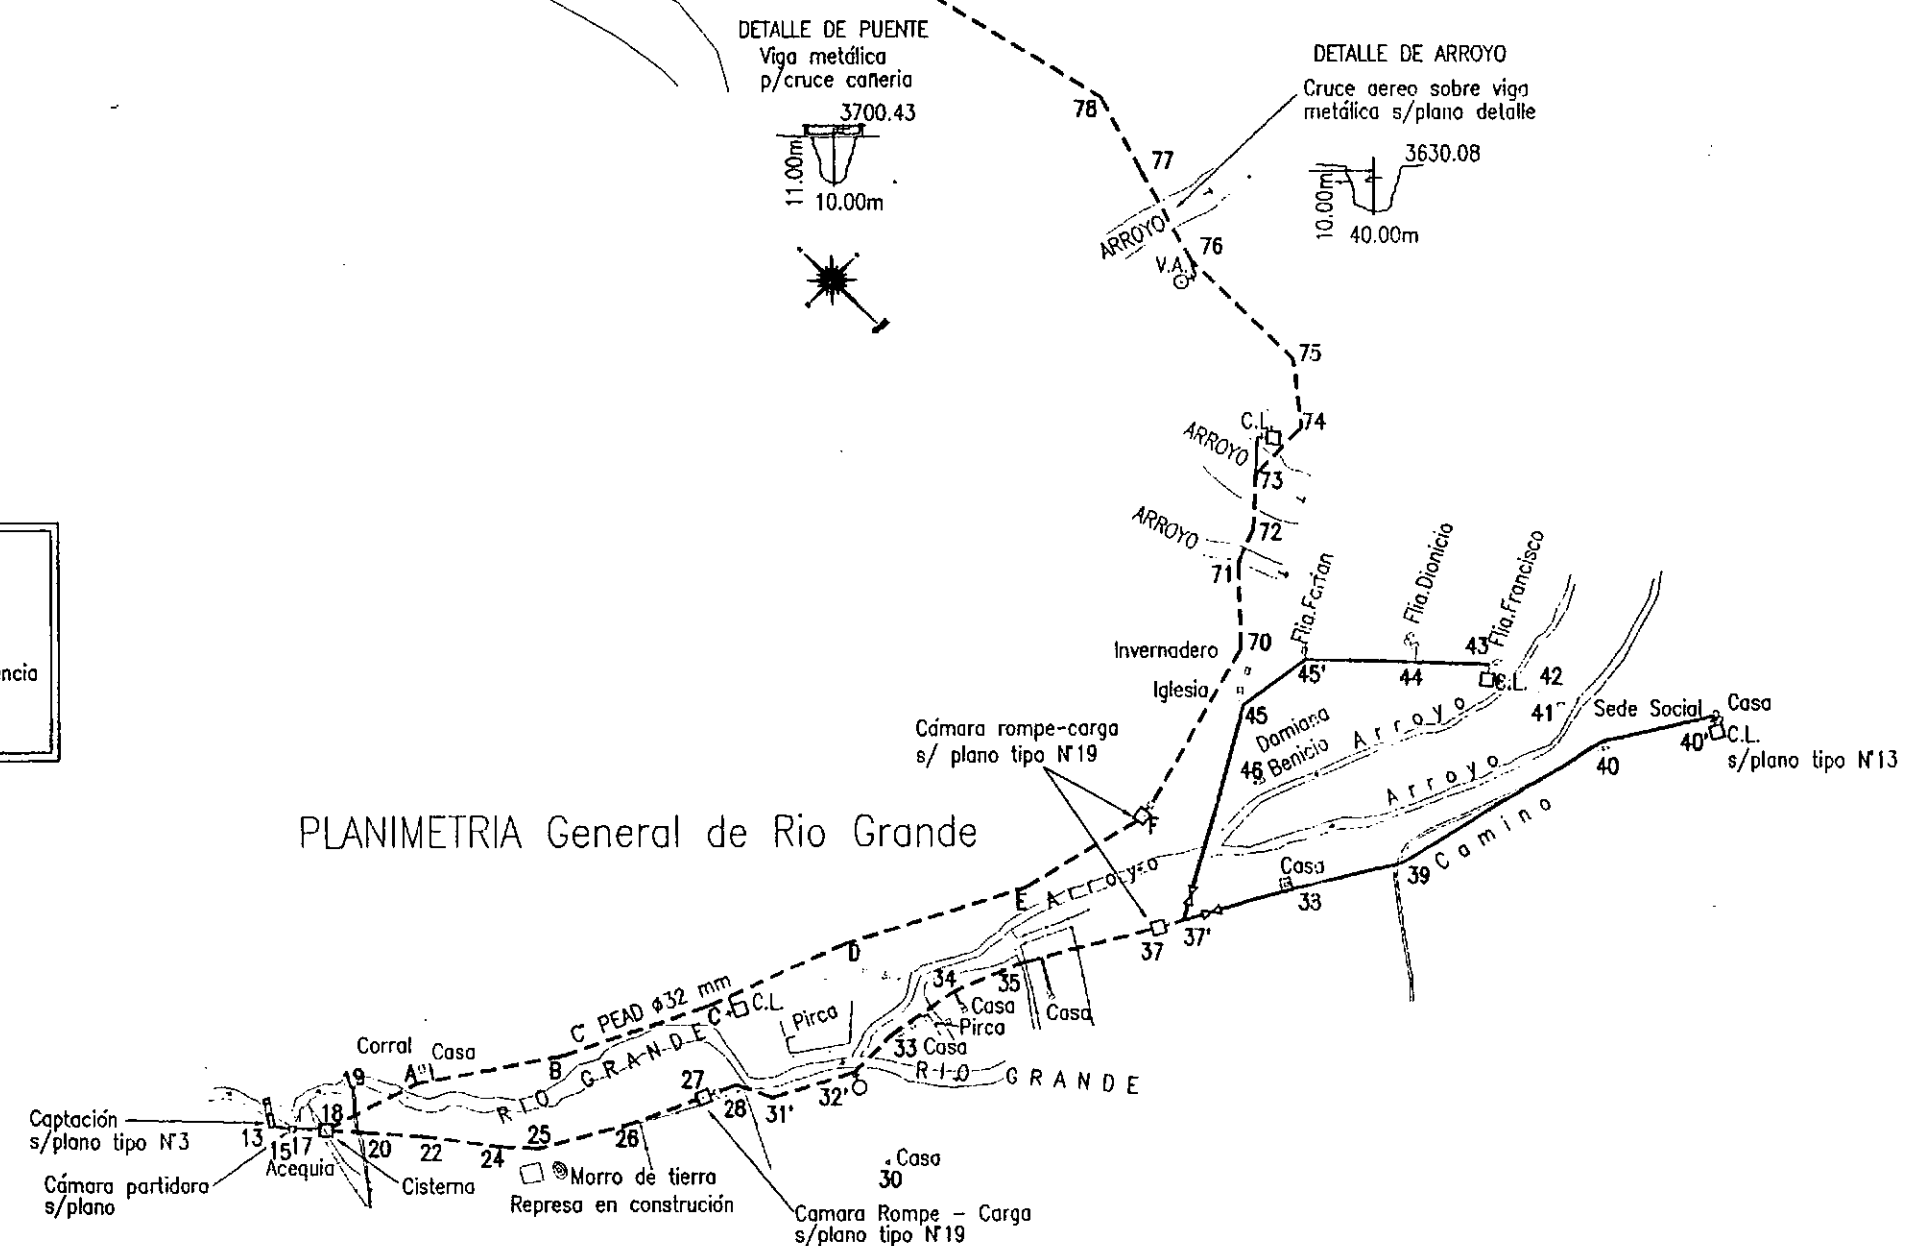 DETALLE DE PUENTE
Viga metálica
p/cruce cañeria
3700.43
11.00m
10.00m
DETALLE DE ARROYO
Cruce aereo sobre viga
metálica s/plano detalle
3630.08
10.00m
40.00m
78
77
ARROYO
76
V.A.
75
74
C.L.
ARROYO
73
72
ARROYO
71
70
Invernadero
Iglesia
45
45'
44
Flia.Dionicio
43
Flia.Francisco
C.L.
42
41
Sede Social
Casa
40'
C.L.
s/plano tipo N°13
40
Damiana
46
Benicio
Arroyo
Arroyo
Camino
39
Casa
37'
37
Cámara rompe-carga
s/ plano tipo N°19
F
ncia
PLANIMETRIA General de Rio Grande
E
Arroyo
D
C' PEAD ø32 mm
C
C.L.
Pirca
34
35
Casa
Pirca
Casa
33
Casa
RIO GRANDE
RIO GRANDE
Corral
Casa
A
B
19
18
27
28
31'
32'
Captación
s/plano tipo N°3
13
15
17
20
22
24
25
26
Acequia
Cisterna
Cámara partidora
s/plano
Morro de tierra
Represa en construción
Casa
30
Camara Rompe - Carga
s/plano tipo N°19